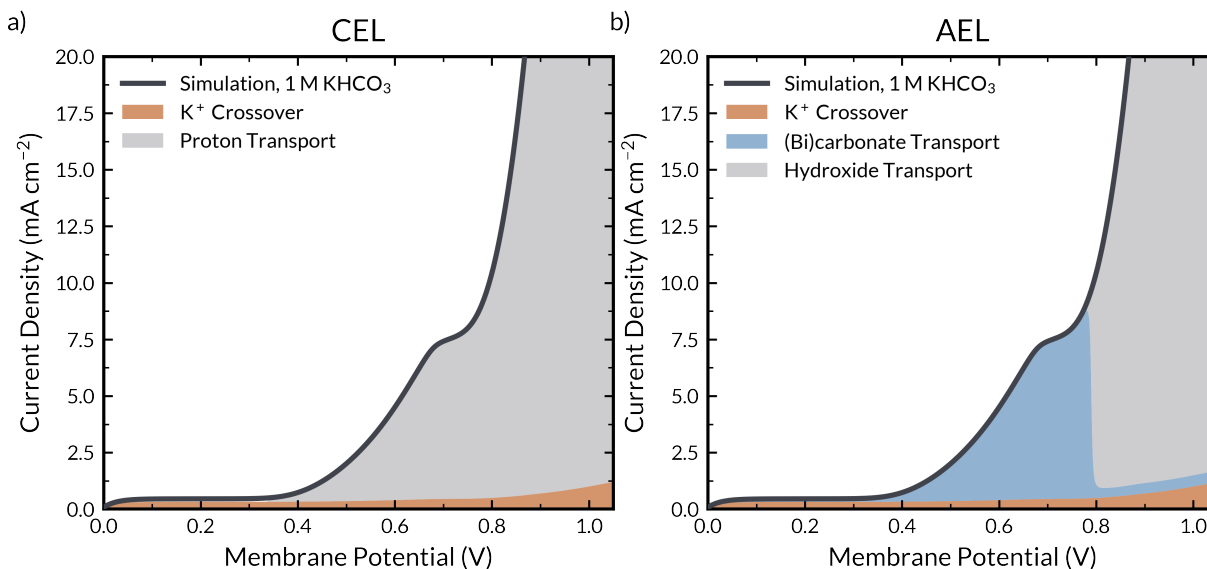 a)
CEL
Simulation, 1 M KHCO₃
K⁺ Crossover
Proton Transport
Current Density (mA cm⁻²)
20.0
17.5
15.0
12.5
10.0
7.5
5.0
2.5
0.0
0.0 0.2 0.4 0.6 0.8 1.0
Membrane Potential (V)
b)
AEL
Simulation, 1 M KHCO₃
K⁺ Crossover
(Bi)carbonate Transport
Hydroxide Transport
Current Density (mA cm⁻²)
20.0
17.5
15.0
12.5
10.0
7.5
5.0
2.5
0.0
0.0 0.2 0.4 0.6 0.8 1.0
Membrane Potential (V)